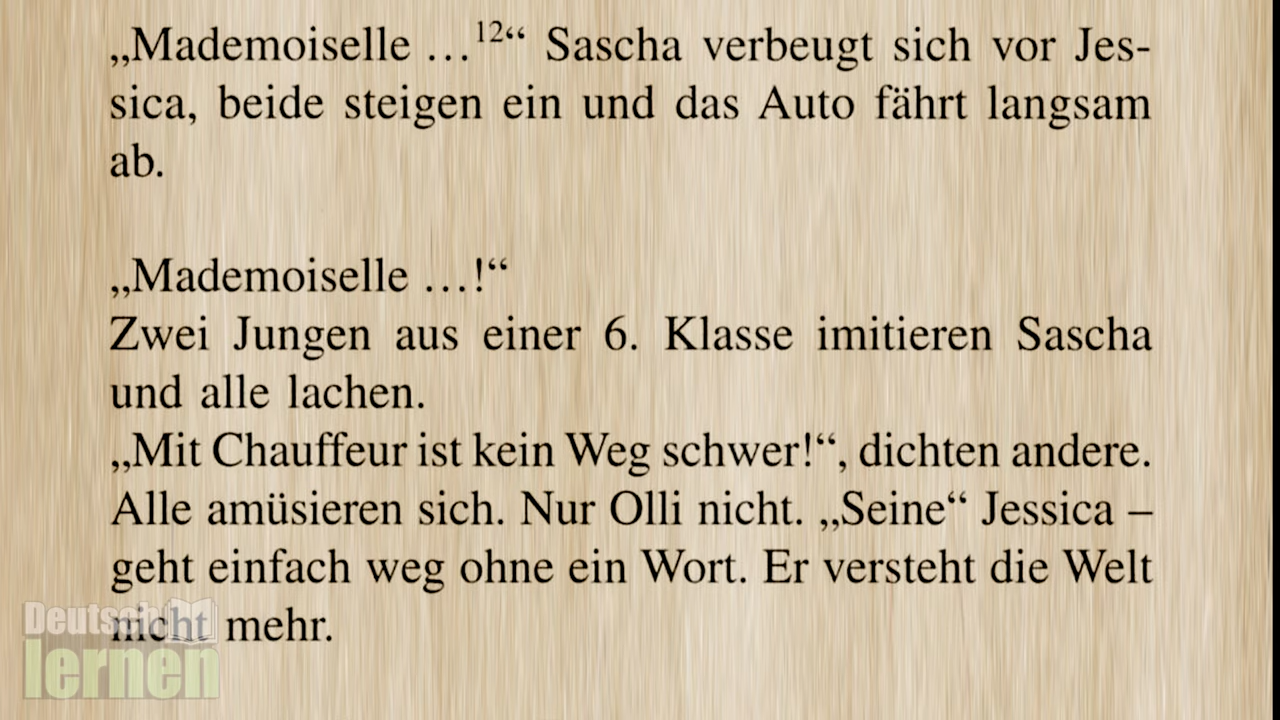 „Mademoiselle …¹²“ Sascha verbeugt sich vor Jes-
sica, beide steigen ein und das Auto fährt langsam
ab.
„Mademoiselle …!“
Zwei Jungen aus einer 6. Klasse imitieren Sascha
und alle lachen.
„Mit Chauffeur ist kein Weg schwer!“, dichten andere.
Alle amüsieren sich. Nur Olli nicht. „Seine“ Jessica –
geht einfach weg ohne ein Wort. Er versteht die Welt
nicht mehr.
Deutsch
lernen